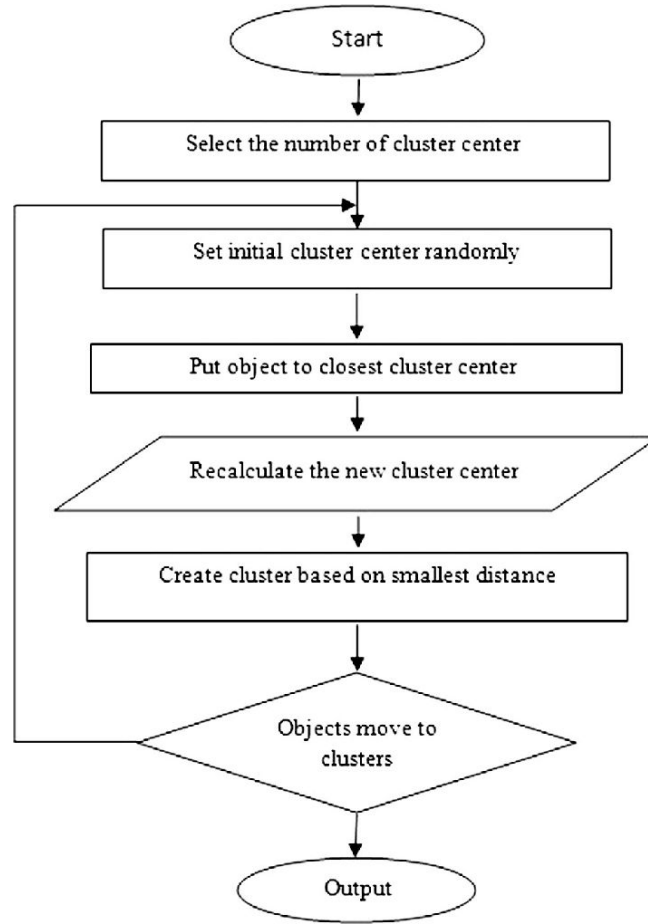 Start
Select the number of cluster center
Set initial cluster center randomly
Put object to closest cluster center
Recalculate the new cluster center
Create cluster based on smallest distance
Objects move to
clusters
Output